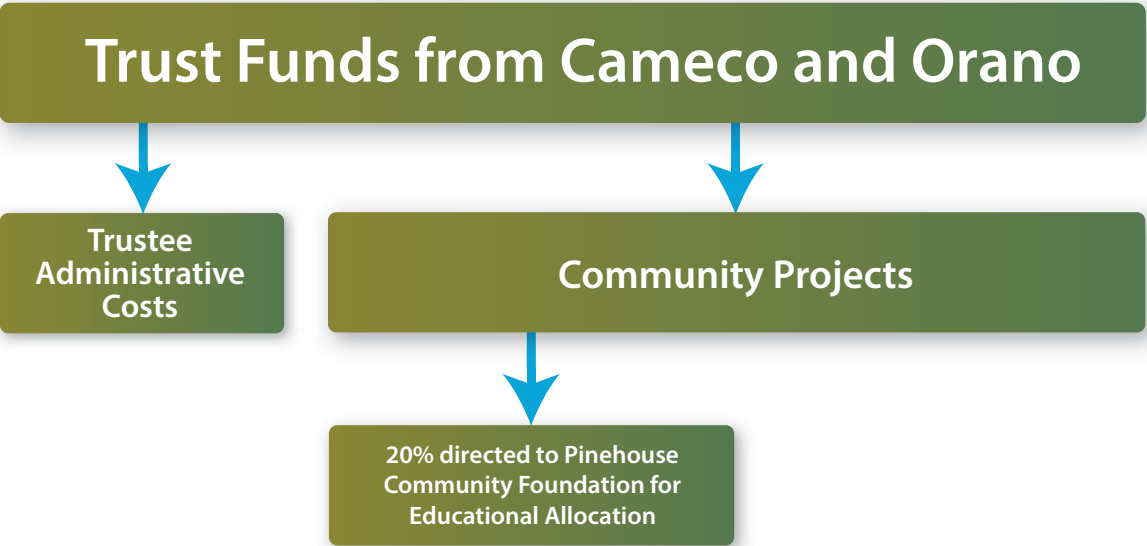 Trust Funds from Cameco and Orano
Trustee
Administrative
Costs
Community Projects
20% directed to Pinehouse
Community Foundation for
Educational Allocation